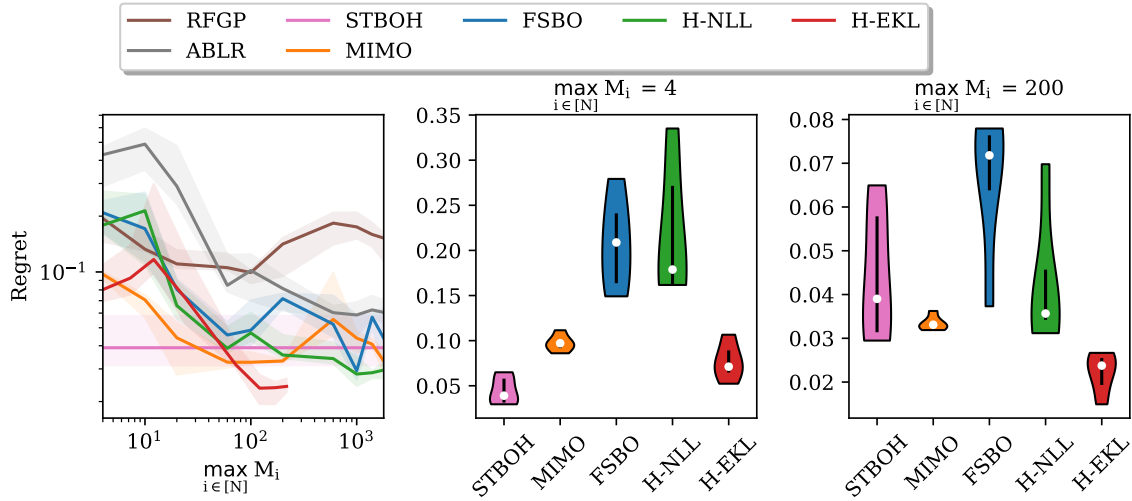 RFGP STBOH FSBO H-NLL H-EKL
ABLR MIMO
max M_i = 4
i∈[N]
max M_i = 200
i∈[N]
Regret
10^{-1}
10^1 10^2 10^3
max M_i
i∈[N]
0.35
0.30
0.25
0.20
0.15
0.10
0.05
STBOH MIMO FSBO H-NLL H-EKL
0.08
0.07
0.06
0.05
0.04
0.03
0.02
STBOH MIMO FSBO H-NLL H-EKL